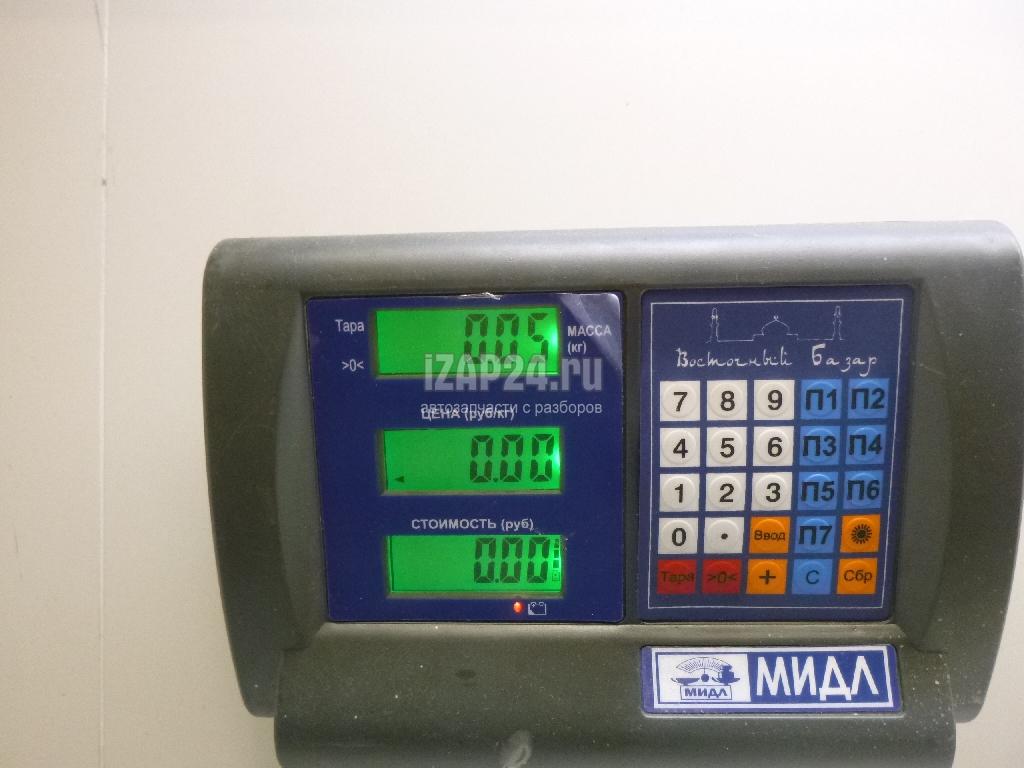 Тара
0.05
МАССА
(кг)
>0<
iZAP24.ru
автозапчасти с разборов
ЦЕНА (руб/кг)
0.00
СТОИМОСТЬ (руб)
0.00
Восточный Базар
7 8 9 П1 П2
4 5 6 П3 П4
1 2 3 П5 П6
0 . Ввод П7
Тара >0< + С Сбр
МИДЛ
МИДЛ